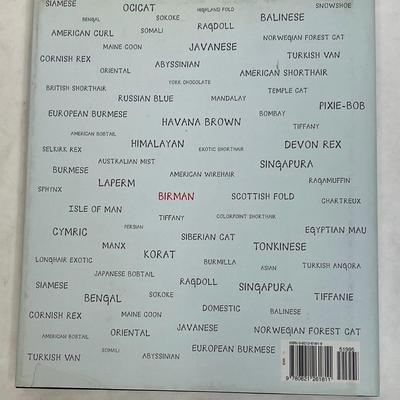 SIAMESE OCICAT HIGHLAND FOLD SNOWSHOE
BENGAL SOKOKE RAGDOLL BALINESE
AMERICAN CURL SOMALI NORWEGIAN FOREST CAT
MAINE COON JAVANESE
CORNISH REX ABYSSINIAN TURKISH VAN
ORIENTAL AMERICAN SHORTHAIR
BRITISH SHORTHAIR YORK CHOCOLATE TEMPLE CAT
RUSSIAN BLUE MANDALAY PIXIE-BOB
EUROPEAN BURMESE BOMBAY
HAVANA BROWN TIFFANY
AMERICAN BOBTAIL HIMALAYAN EXOTIC SHORTHAIR DEVON REX
SELKIRK REX
AUSTRALIAN MIST SINGAPURA
BURMESE AMERICAN WIREHAIR RAGAMUFFIN
SPHYNX LAPERM BIRMAN SCOTTISH FOLD CHARTREUX
ISLE OF MAN TIFFANY COLORPOINT SHORTHAIR
CYMRIC PERSIAN SIBERIAN CAT EGYPTIAN MAU
MANX KORAT TONKINESE
LONGHAIR EXOTIC BURMILLA ASIAN TURKISH ANGORA
JAPANESE BOBTAIL RAGDOLL
SIAMESE SOKOKE SINGAPURA TIFFANIE
BENGAL DOMESTIC
CORNISH REX MAINE COON BALINESE
AMERICAN BOBTAIL ORIENTAL JAVANESE NORWEGIAN FOREST CAT
TURKISH VAN SOMALI ABYSSINIAN EUROPEAN BURMESE
51995
9 780821 261811